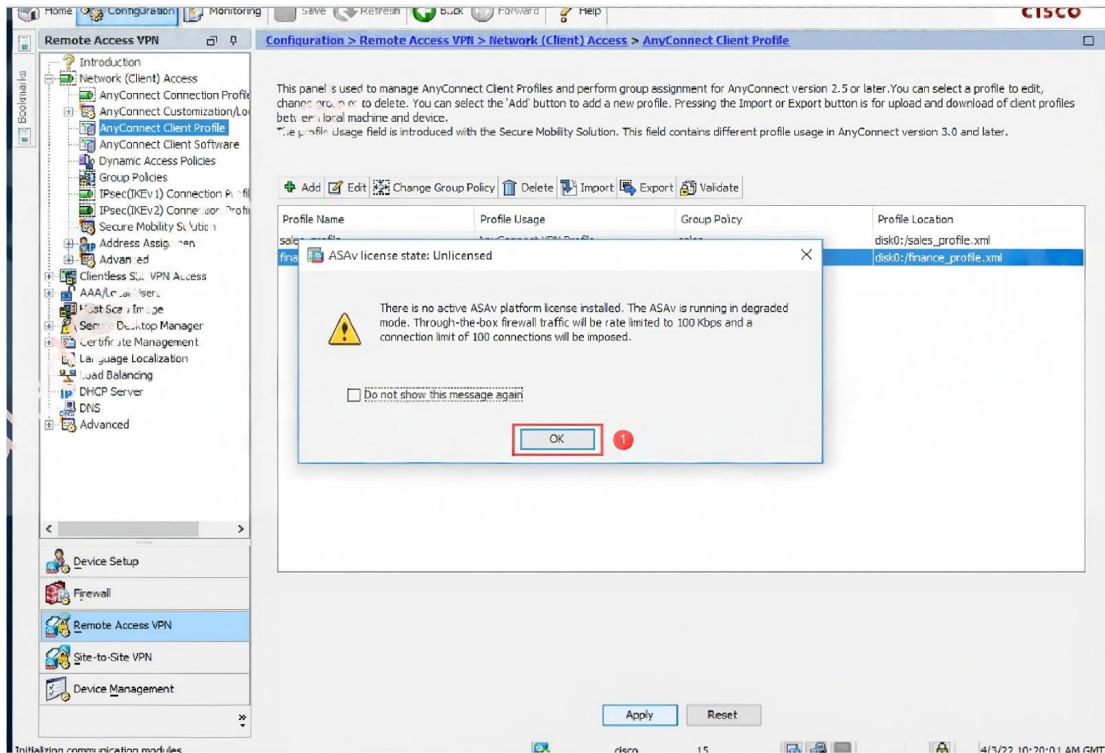 Home Configuration Monitoring Save Refresh Back Forward Help
CISCO
Remote Access VPN
Configuration > Remote Access VPN > Network (Client) Access > AnyConnect Client Profile
Bookmarks
Introduction
Network (Client) Access
AnyConnect Connection Profile
AnyConnect Customization/Lo
AnyConnect Client Profile
AnyConnect Client Software
Dynamic Access Policies
Group Policies
IPsec(IKEv1) Connection
IPsec(IKEv2) Connection Profi
Secure Mobility Solution
Address Assig
Advanced
Clientless SSL VPN Access
AAA/Local Users
Host Scan Image
Secure Desktop Manager
Certificate Management
Language Localization
Load Balancing
DHCP Server
DNS
Advanced
This panel is used to manage AnyConnect Client Profiles and perform group assignment for AnyConnect version 2.5 or later.You can select a profile to edit,
change group or to delete. You can select the 'Add' button to add a new profile. Pressing the Import or Export button is for upload and download of client profiles
between local machine and device.
The profile Usage field is introduced with the Secure Mobility Solution. This field contains different profile usage in AnyConnect version 3.0 and later.
Add Edit Change Group Policy Delete Import Export Validate
Profile Name Profile Usage Group Policy Profile Location
disk0:/sales_profile.xml
fina disk0:/finance_profile.xml
ASAv license state: Unlicensed
There is no active ASAv platform license installed. The ASAv is running in degraded
mode. Through-the-box firewall traffic will be rate limited to 100 Kbps and a
connection limit of 100 connections will be imposed.
Do not show this message again
OK 1
Device Setup
Firewall
Remote Access VPN
Site-to-Site VPN
Device Management
Apply Reset
Initializing communication modules cisco 15 4/3/22 10:20:01 AM GMT